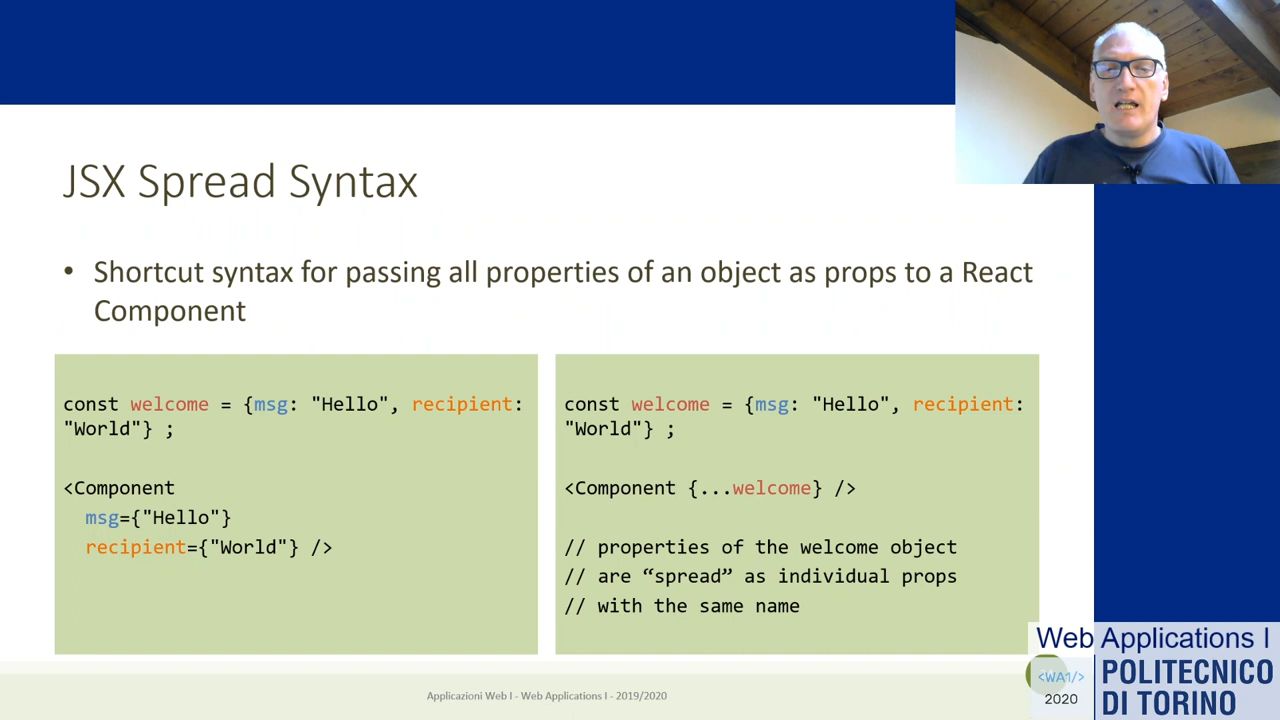 JSX Spread Syntax
• Shortcut syntax for passing all properties of an object as props to a React
Component
const welcome = {msg: "Hello", recipient:
"World"} ;
<Component
msg={"Hello"}
recipient={"World"} />
const welcome = {msg: "Hello", recipient:
"World"} ;
<Component {...welcome} />
// properties of the welcome object
// are “spread” as individual props
// with the same name
Applicazioni Web I - Web Applications I - 2019/2020
Web Applications I
<WA1/>
2020
POLITECNICO
DI TORINO